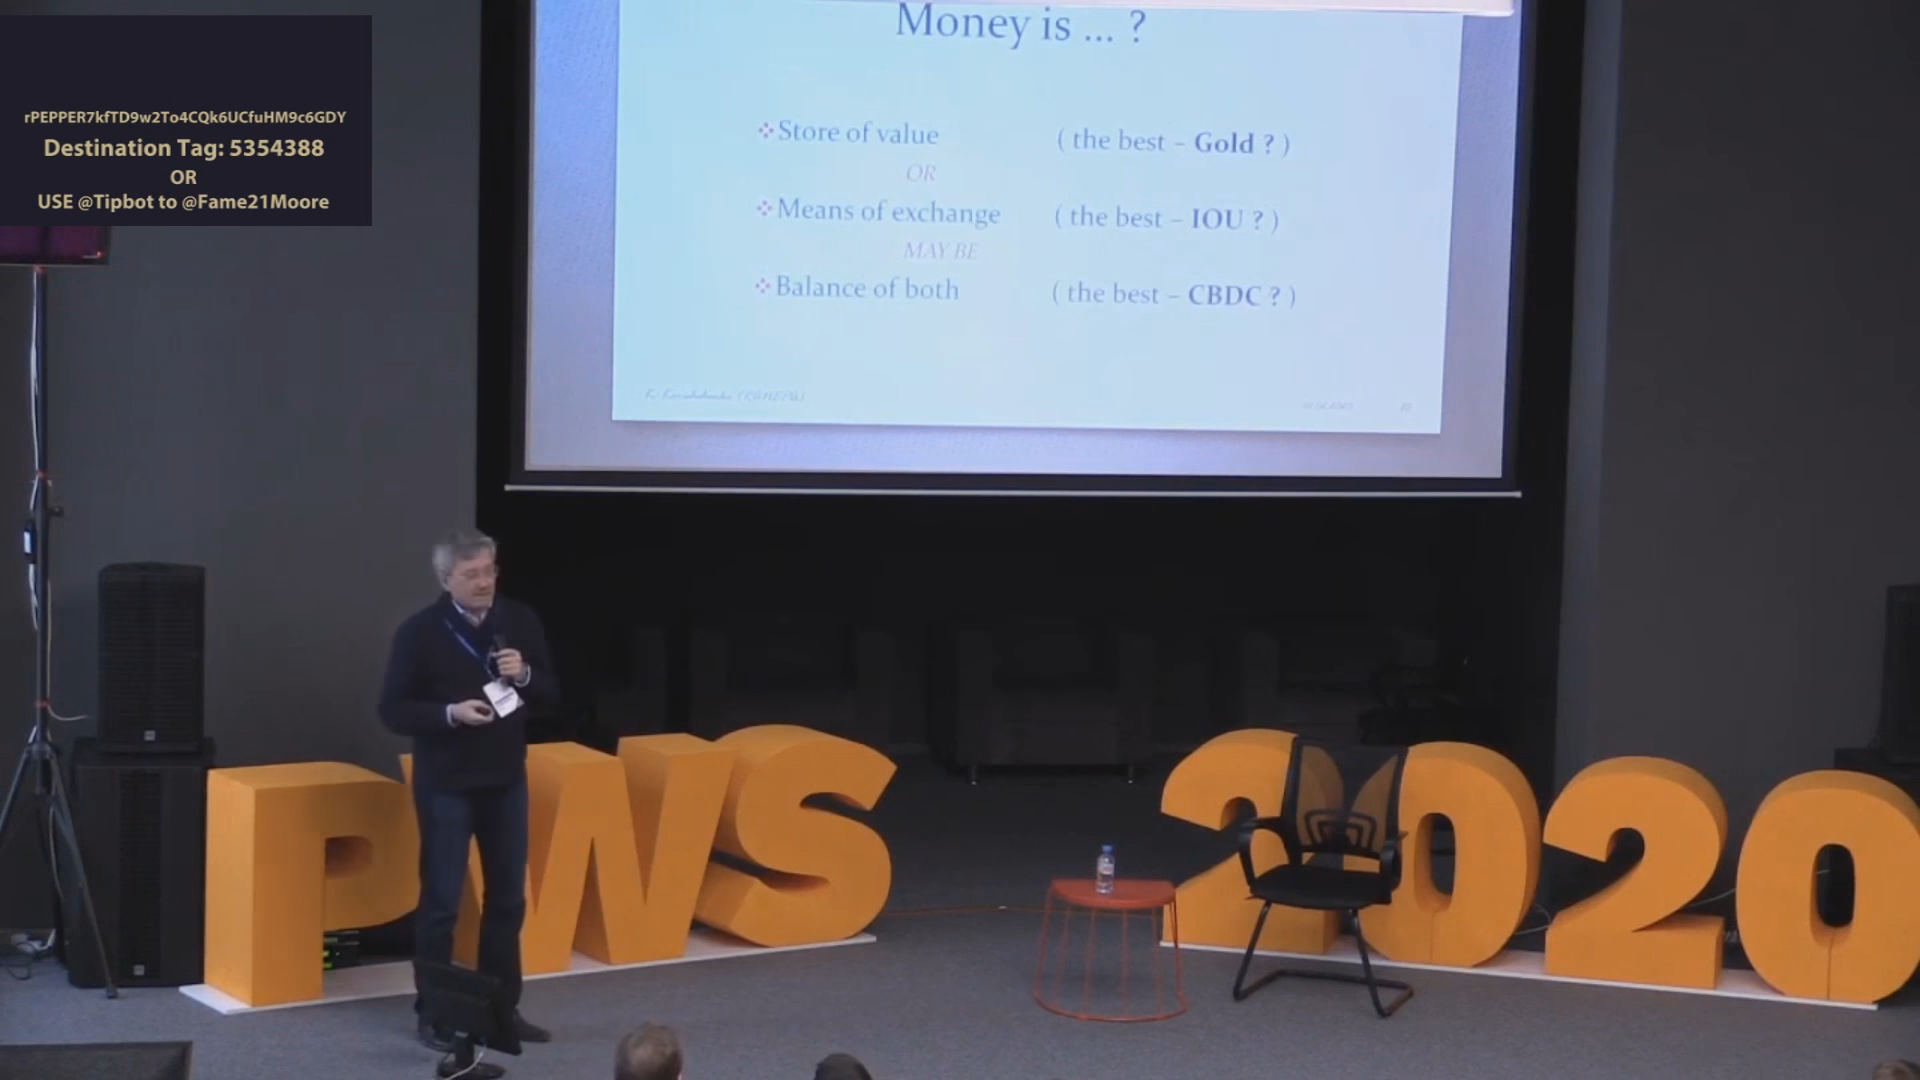 rPEPPER7kfTD9w2To4CQk6UCfuHM9c6GDY
Destination Tag: 5354388
OR
USE @Tipbot to @Fame21Moore
Money is ... ?
❖Store of value ( the best – Gold ? )
OR
❖Means of exchange ( the best – IOU ? )
MAY BE
❖Balance of both ( the best – CBDC ? )
PWS 2020